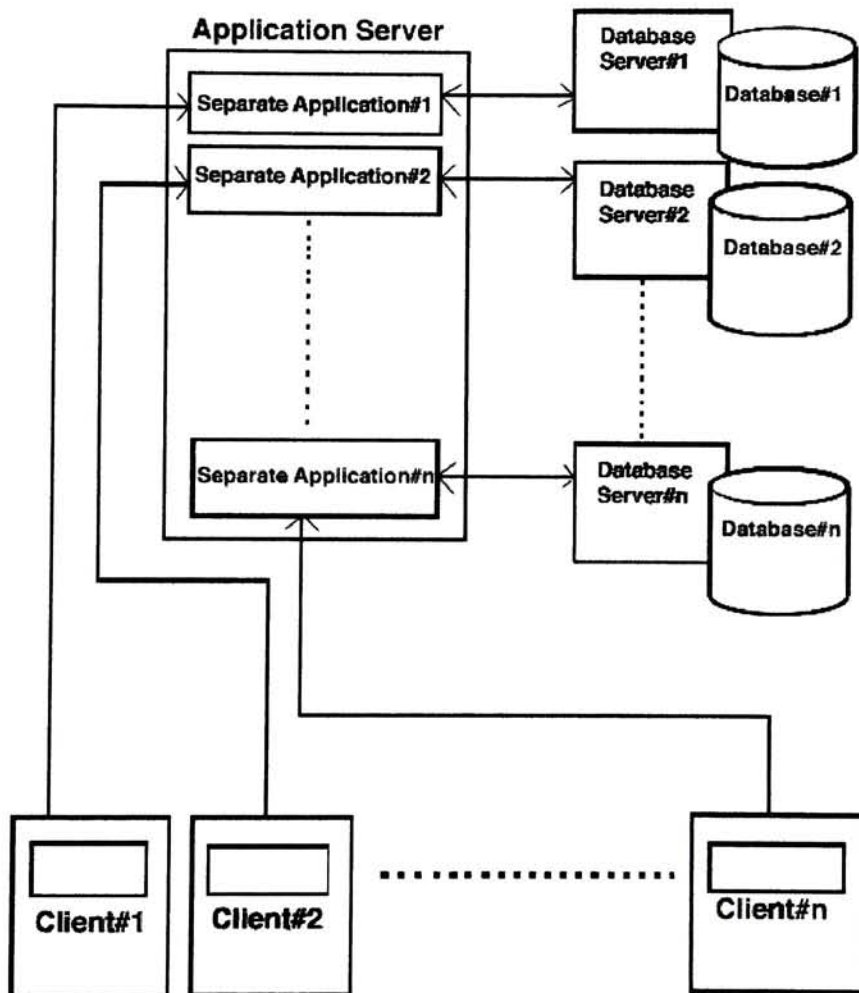 Application Server
Separate Application#1
Separate Application#2
Separate Application#n
Database
Server#1
Database#1
Database
Server#2
Database#2
Database
Server#n
Database#n
Client#1
Client#2
Client#n